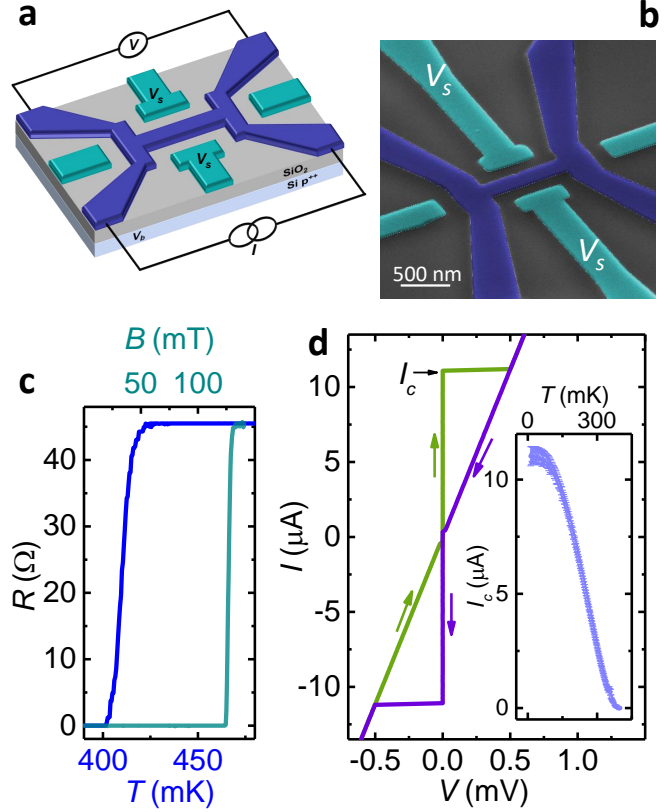 a
V
V_s
V_s
SiO₂
Si p⁺⁺
V_b
I
b
V_s
V_s
500 nm
c
B (mT)
50 100
R (Ω)
40
30
20
10
0
400 450
T (mK)
d
I_c
I (μA)
10
5
0
-5
-10
-0.5 0.0 0.5 1.0
V (mV)
T (mK)
0 300
I_c (μA)
10
5
0